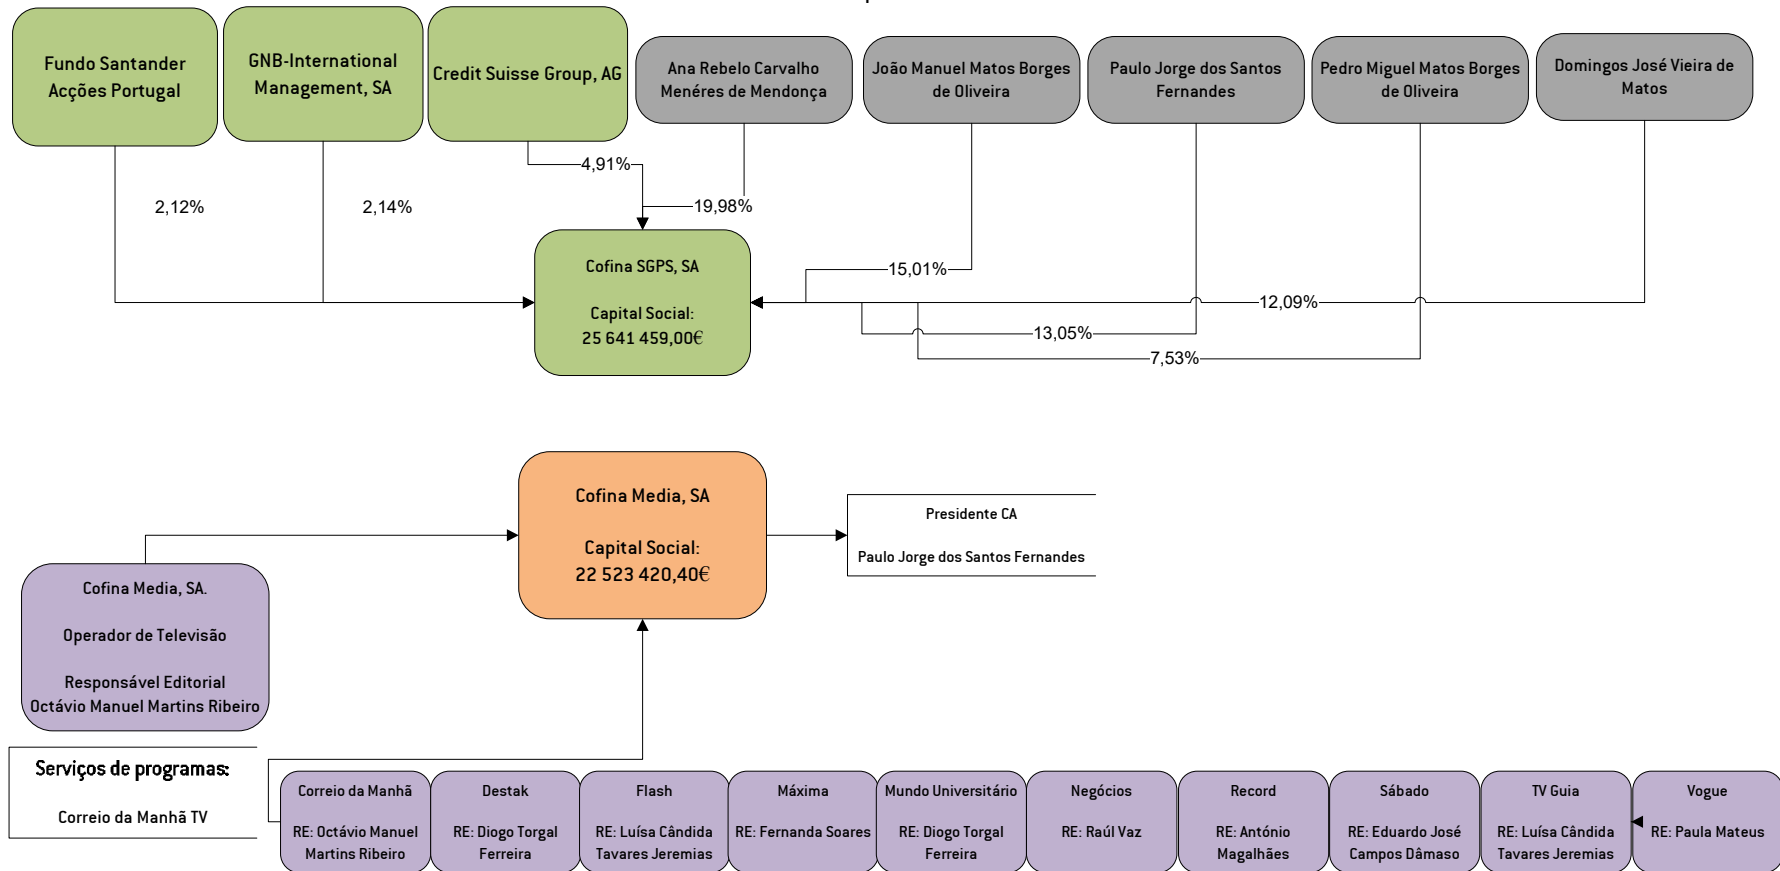 Fundo Santander
Acções Portugal
GNB-International
Management, SA
Credit Suisse Group, AG
Ana Rebelo Carvalho
Menéres de Mendonça
João Manuel Matos Borges
de Oliveira
Paulo Jorge dos Santos
Fernandes
Pedro Miguel Matos Borges
de Oliveira
Domingos José Vieira de
Matos
4,91%
2,12%
2,14%
19,98%
15,01%
12,09%
13,05%
7,53%
Cofina SGPS, SA
Capital Social:
25 641 459,00€
Cofina Media, SA
Capital Social:
22 523 420,40€
Presidente CA
Paulo Jorge dos Santos Fernandes
Cofina Media, SA.
Operador de Televisão
Responsável Editorial
Octávio Manuel Martins Ribeiro
Serviços de programas:
Correio da Manhã TV
Correio da Manhã
RE: Octávio Manuel
Martins Ribeiro
Destak
RE: Diogo Torgal
Ferreira
Flash
RE: Luísa Cândida
Tavares Jeremias
Máxima
RE: Fernanda Soares
Mundo Universitário
RE: Diogo Torgal
Ferreira
Negócios
RE: Raúl Vaz
Record
RE: António
Magalhães
Sábado
RE: Eduardo José
Campos Dâmaso
TV Guia
RE: Luísa Cândida
Tavares Jeremias
Vogue
RE: Paula Mateus